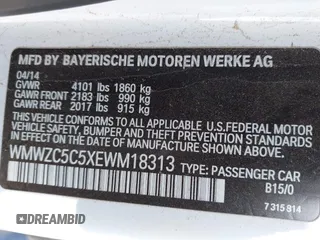 MFD BY BAYERISCHE MOTOREN WERKE AG
04/14
GVWR 4101 lbs 1860 kg
GAWR FRONT 2183 lbs 990 kg
GAWR REAR 2017 lbs 915 kg
THIS VEHICLE CONFORMS TO ALL APPLICABLE
U.S.FEDERAL MOTOR VEHICLE SAFETY, BUMPER,
AND THEFT PREVENTION STANDARDS IN EFFECT
ON THE DATE OF MANUFACTURE SHOWN ABOVE.
WMWZC5C5XEWM18313 TYPE: PASSENGER CAR
B15/0
7 315 814
DIDBID.COM